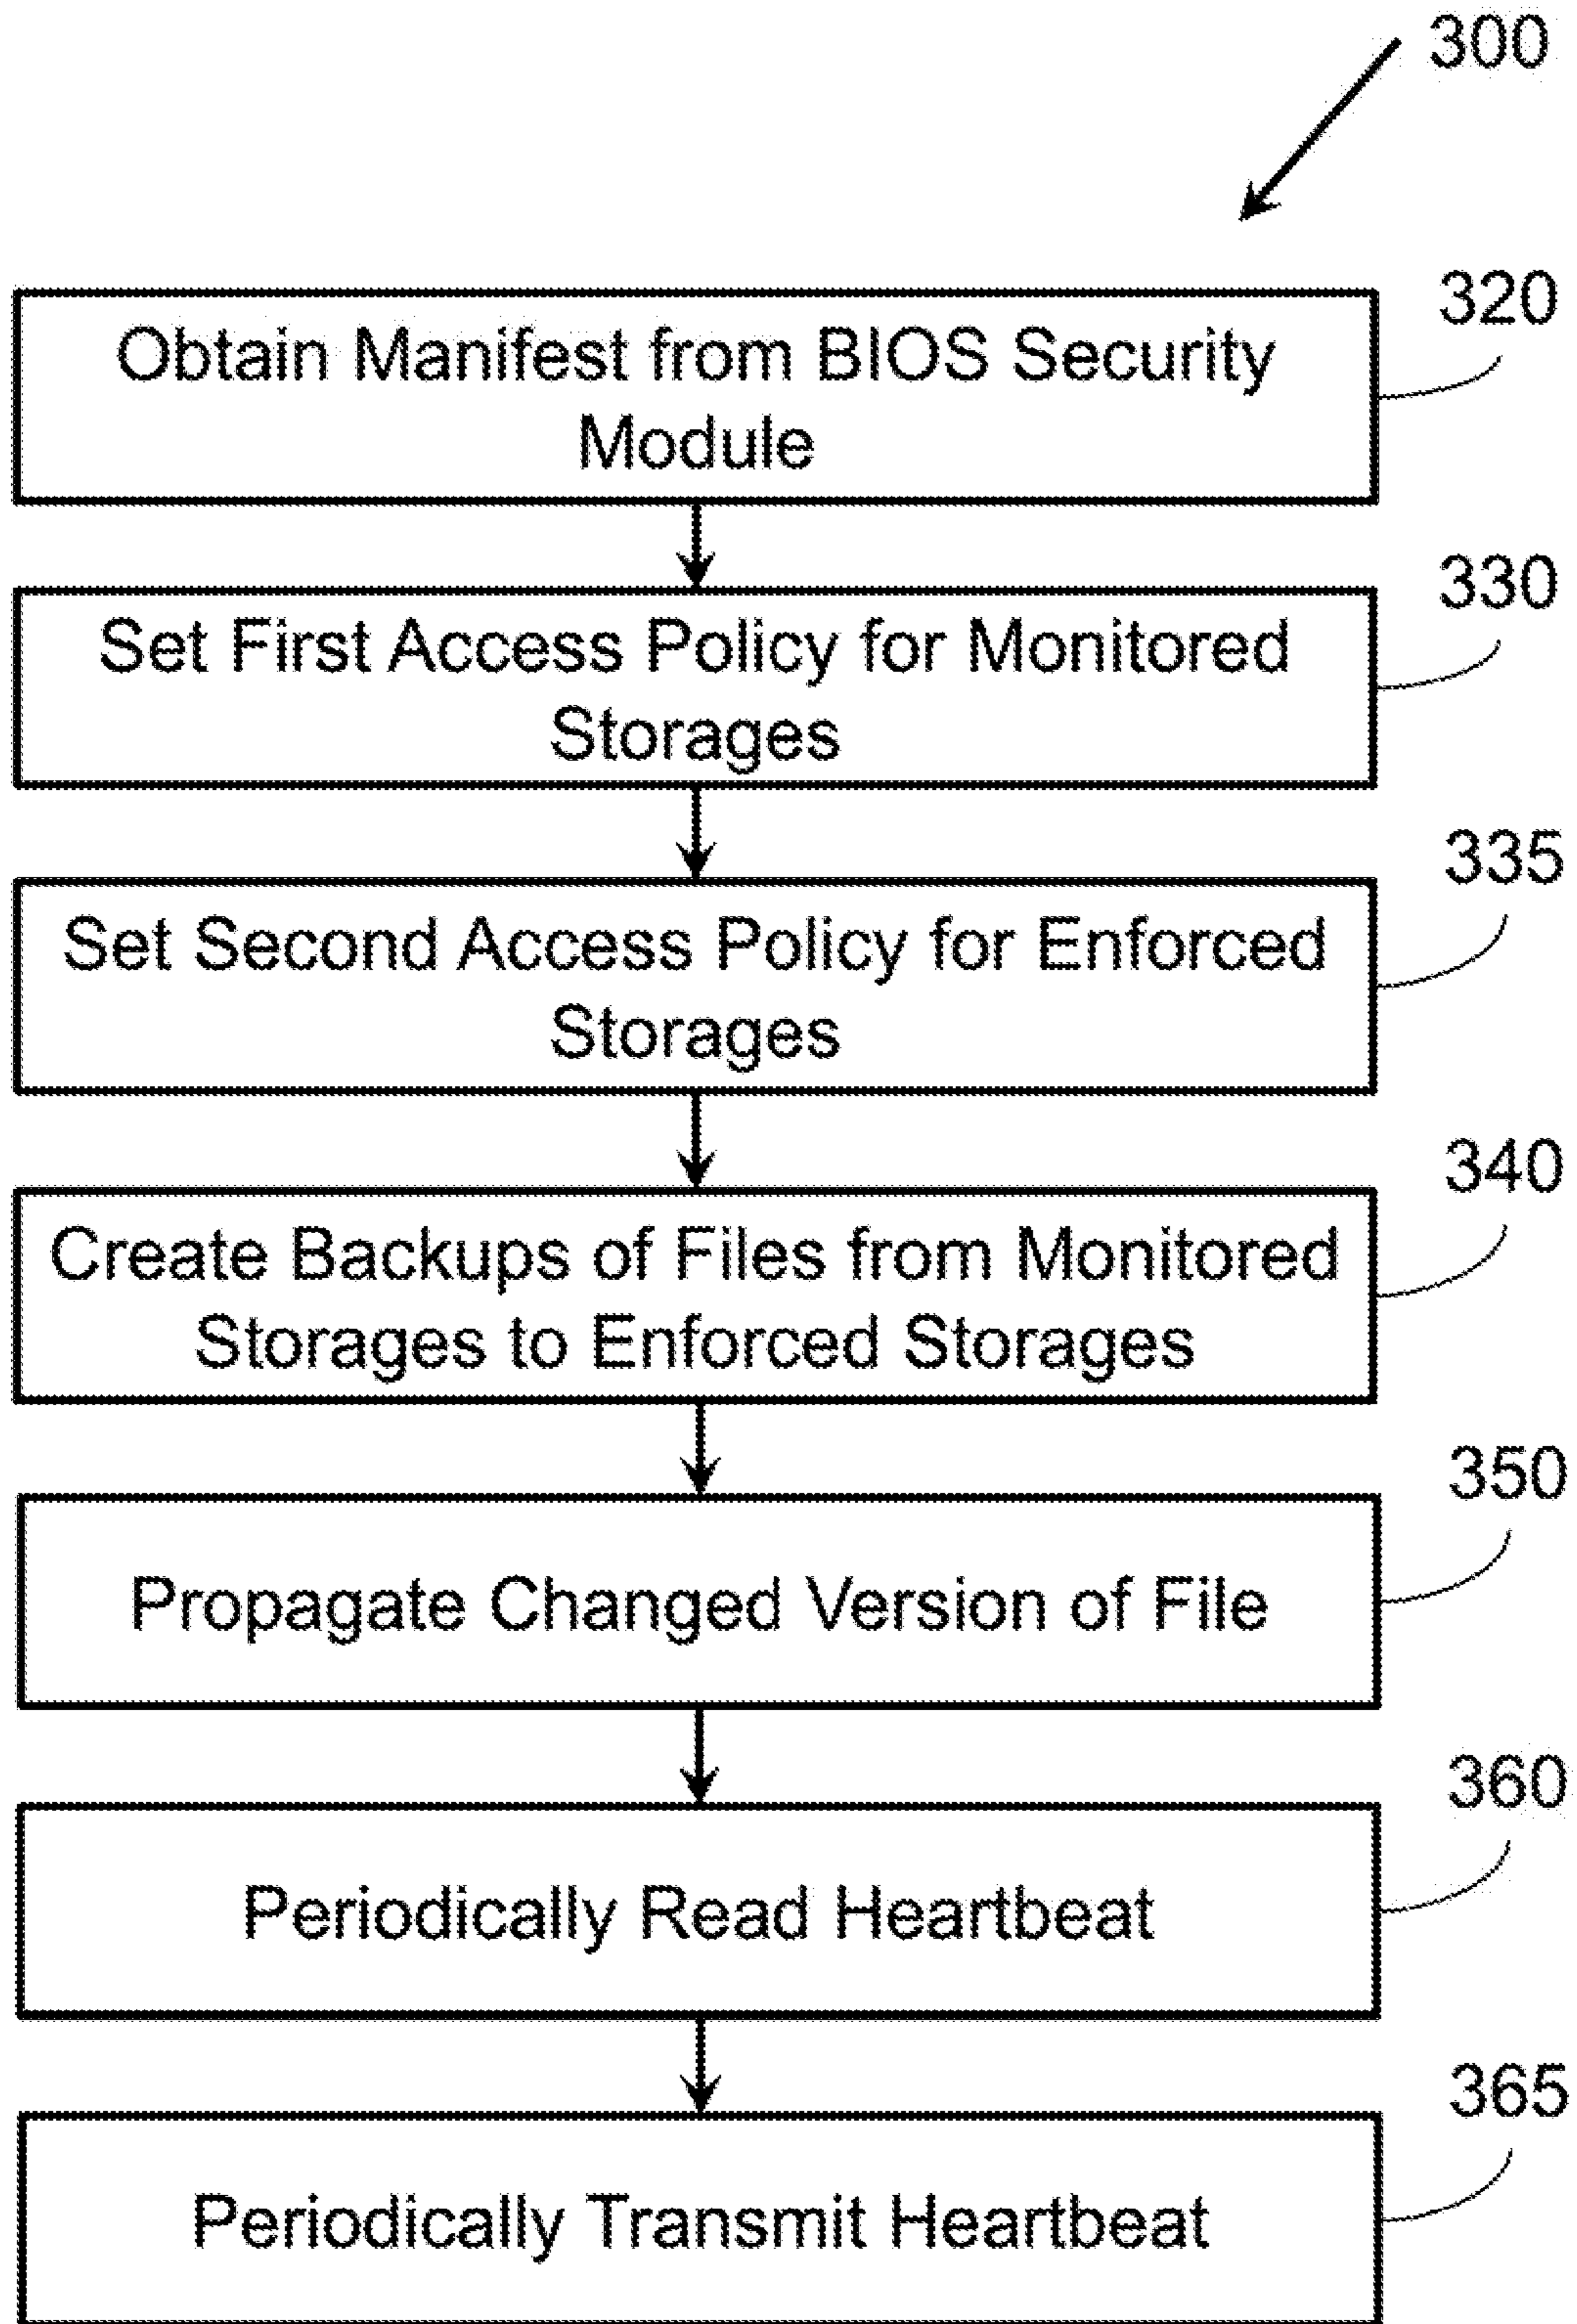 300
320
Obtain Manifest from BIOS Security
Module
330
Set First Access Policy for Monitored
Storages
335
Set Second Access Policy for Enforced
Storages
340
Create Backups of Files from Monitored
Storages to Enforced Storages
350
Propagate Changed Version of File
360
Periodically Read Heartbeat
365
Periodically Transmit Heartbeat